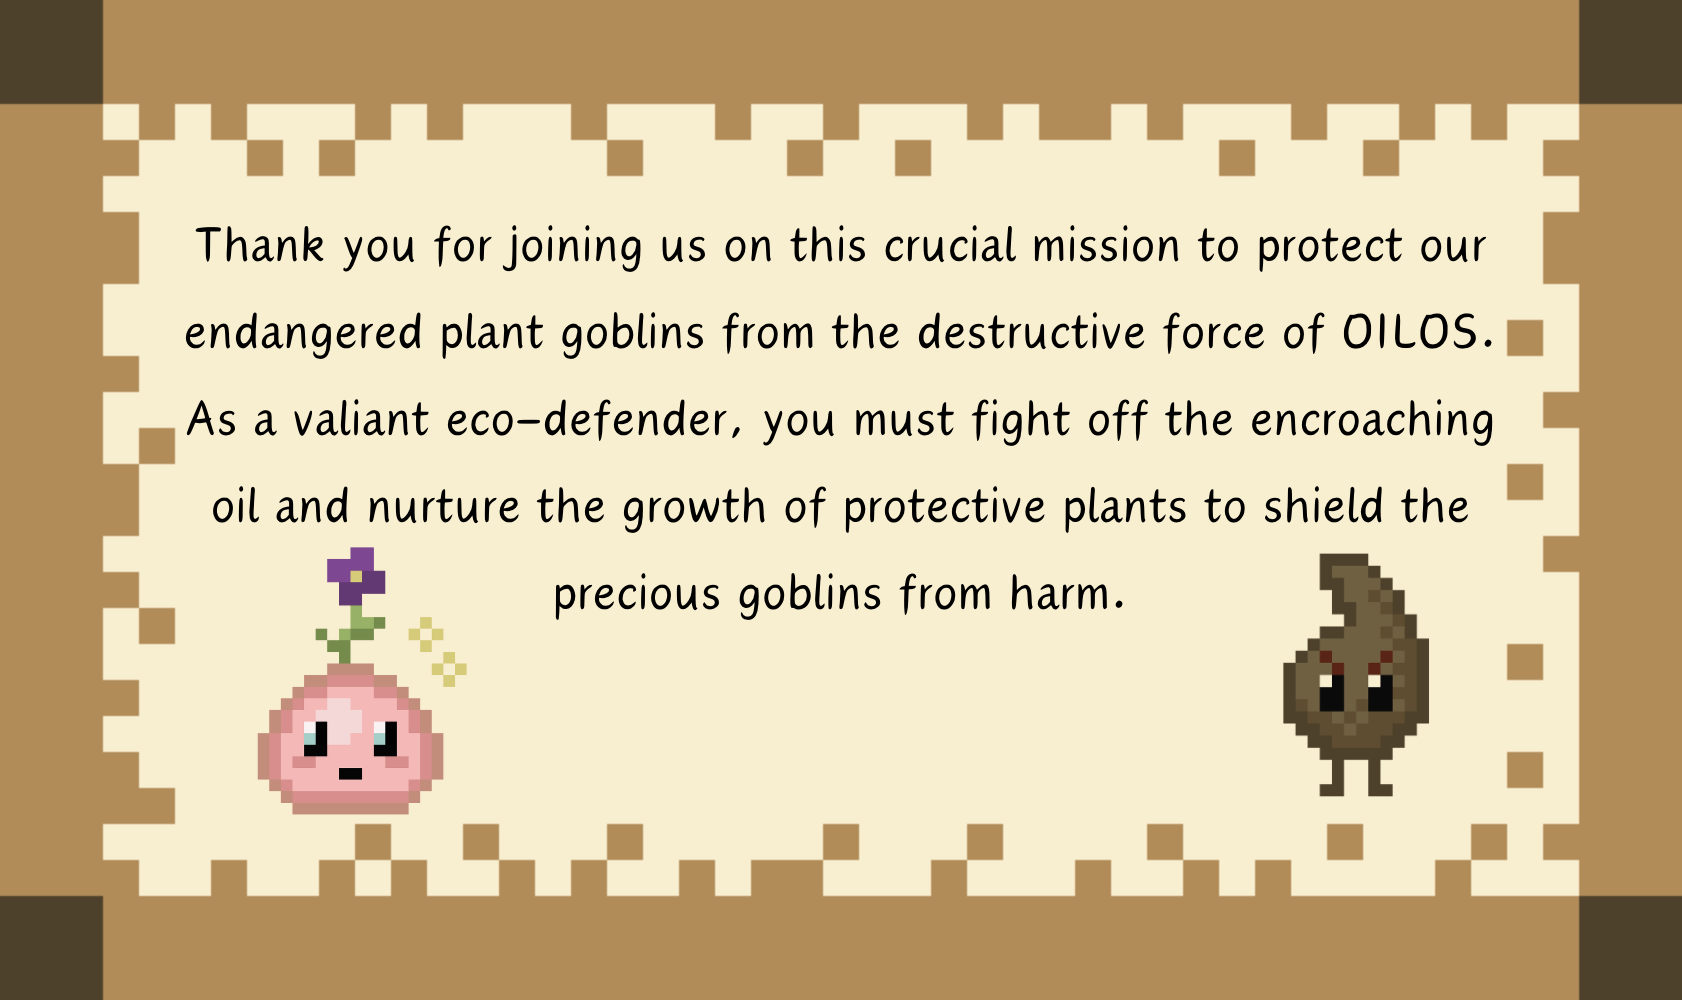 Thank you for joining us on this crucial mission to protect our
endangered plant goblins from the destructive force of OILOS.
As a valiant eco–defender, you must fight off the encroaching
oil and nurture the growth of protective plants to shield the
precious goblins from harm.